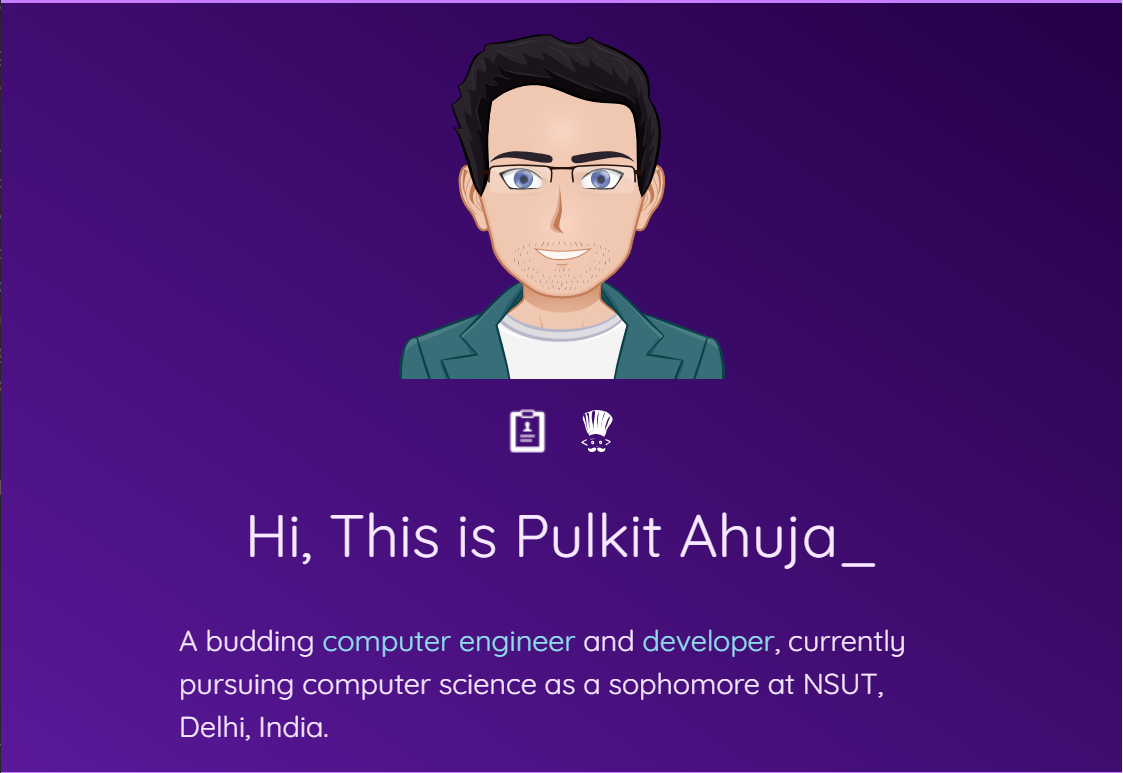 Hi, This is Pulkit Ahuja_
A budding computer engineer and developer, currently
pursuing computer science as a sophomore at NSUT,
Delhi, India.